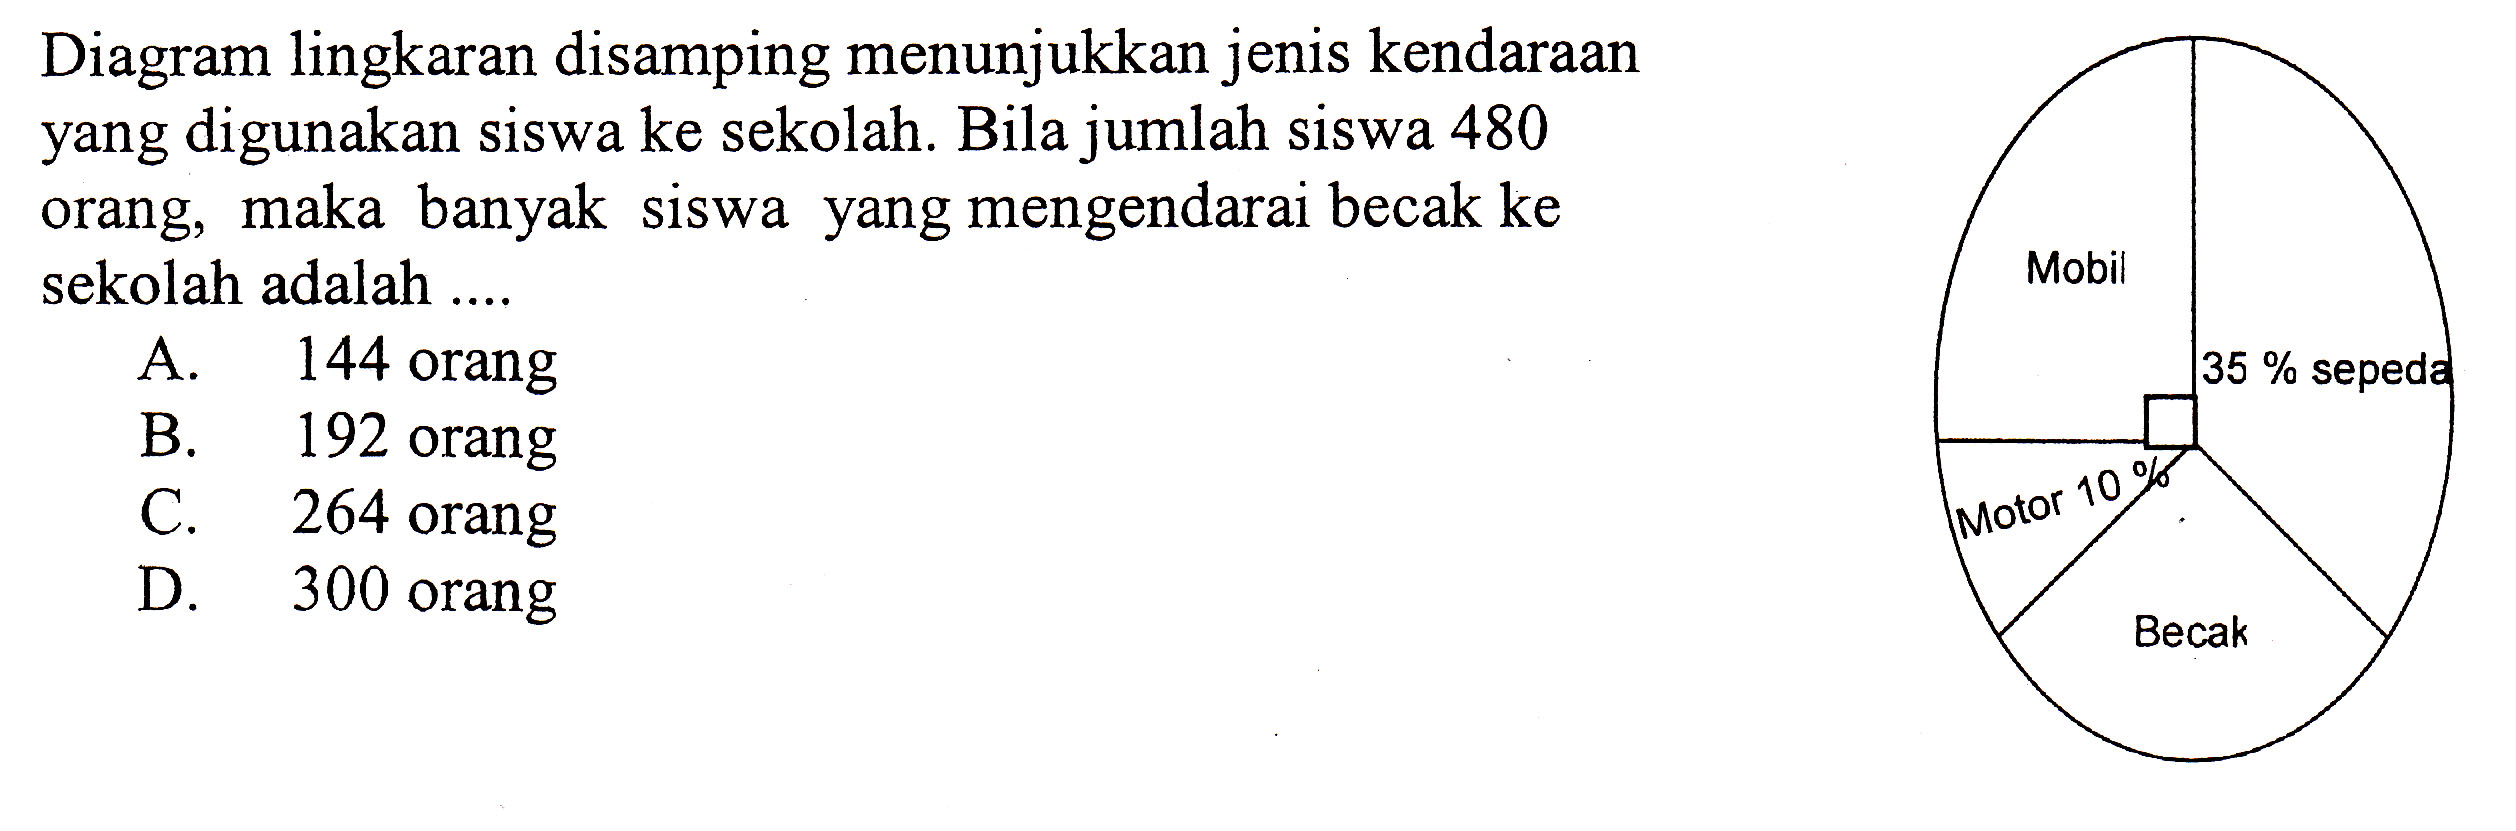 Diagram lingkaran disamping menunjukkan jenis kendaraan
yang digunakan siswa ke sekolah. Bila jumlah siswa 480
orang, maka banyak siswa yang mengendarai becak ke
sekolah adalah ....
A. 144 orang
B. 192 orang
C. 264 orang
D. 300 orang
Mobil
35 % sepeda
Motor 10 %
Becak